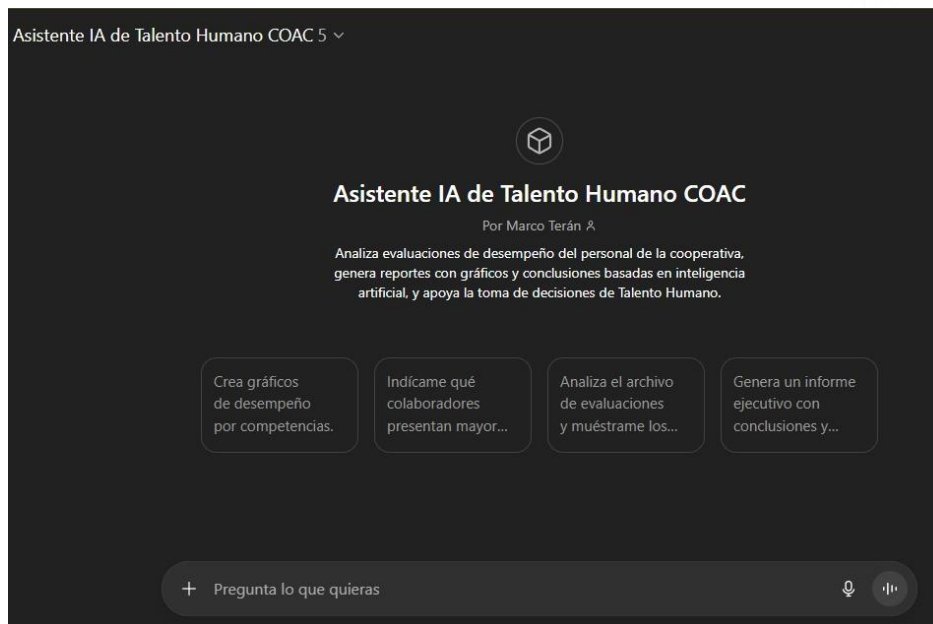 Asistente IA de Talento Humano COAC 5
Asistente IA de Talento Humano COAC
Por Marco Terán
Analiza evaluaciones de desempeño del personal de la cooperativa,
genera reportes con gráficos y conclusiones basadas en inteligencia
artificial, y apoya la toma de decisiones de Talento Humano.
Crea gráficos
de desempeño
por competencias.
Indícame qué
colaboradores
presentan mayor...
Analiza el archivo
de evaluaciones
y muéstrame los...
Genera un informe
ejecutivo con
conclusiones y...
Pregunta lo que quieras